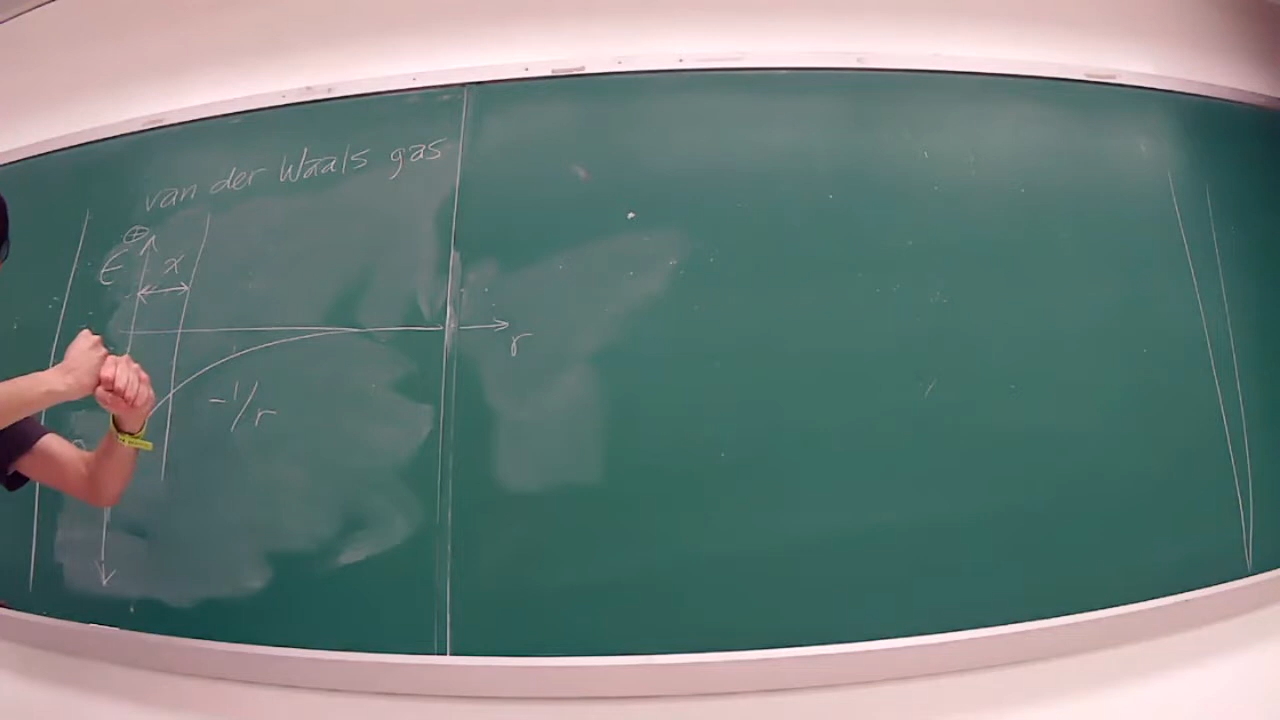 van der Waals gas
⊕
ϵ
x
r
-1/r